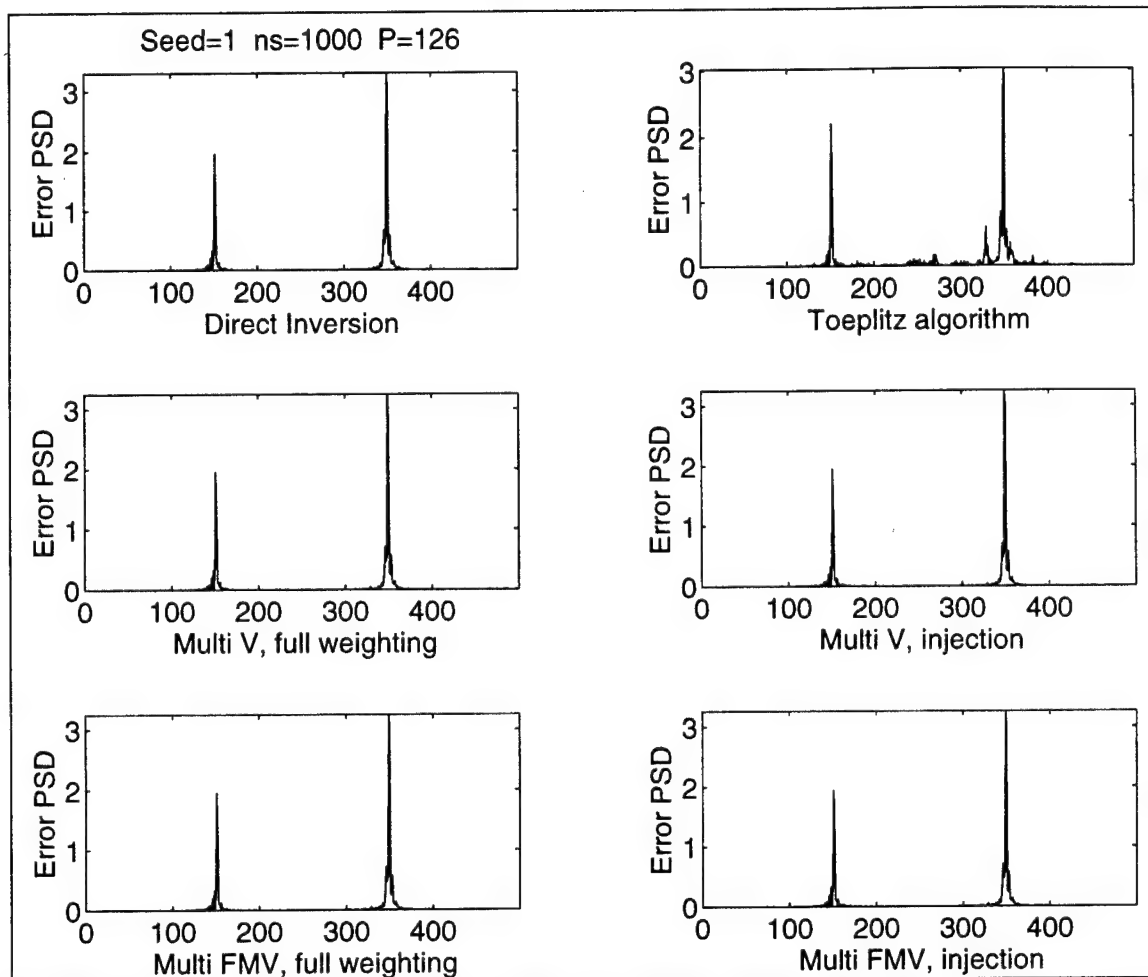 Seed=1 ns=1000 P=126
Error PSD
3
2
1
0
0 100 200 300 400
Direct Inversion
Error PSD
3
2
1
0
0 100 200 300 400
Toeplitz algorithm
Error PSD
3
2
1
0
0 100 200 300 400
Multi V, full weighting
Error PSD
3
2
1
0
0 100 200 300 400
Multi V, injection
Error PSD
3
2
1
0
0 100 200 300 400
Multi FMV, full weighting
Error PSD
3
2
1
0
0 100 200 300 400
Multi FMV, injection